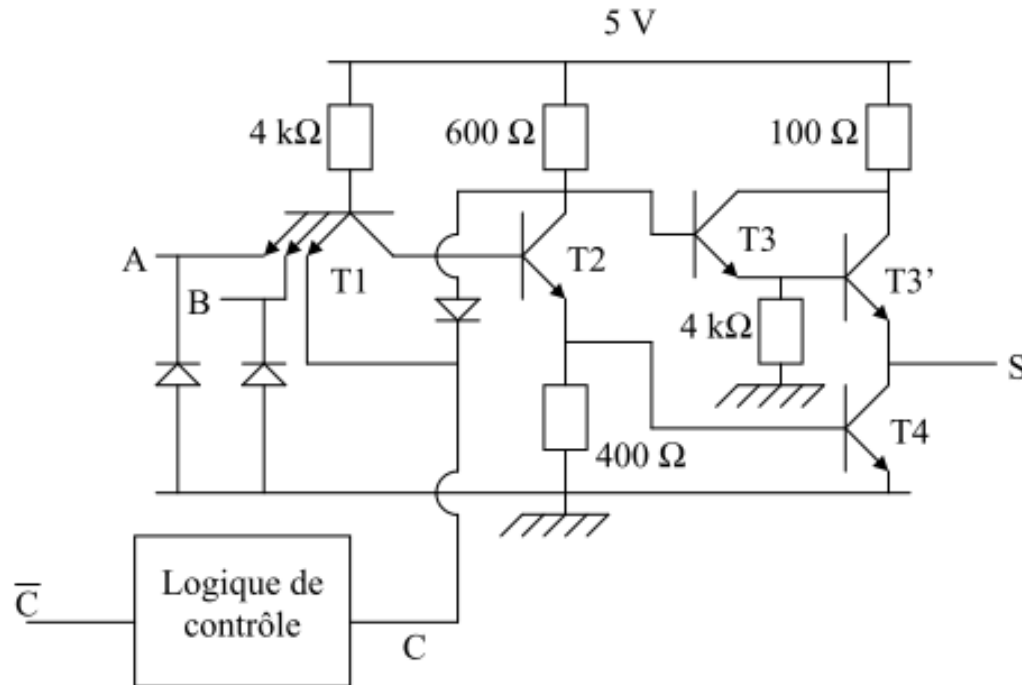 5 V
4 kΩ
600 Ω
100 Ω
A
T1
B
T2
T3
T3’
4 kΩ
S
T4
400 Ω
C̅
Logique de
contrôle
C